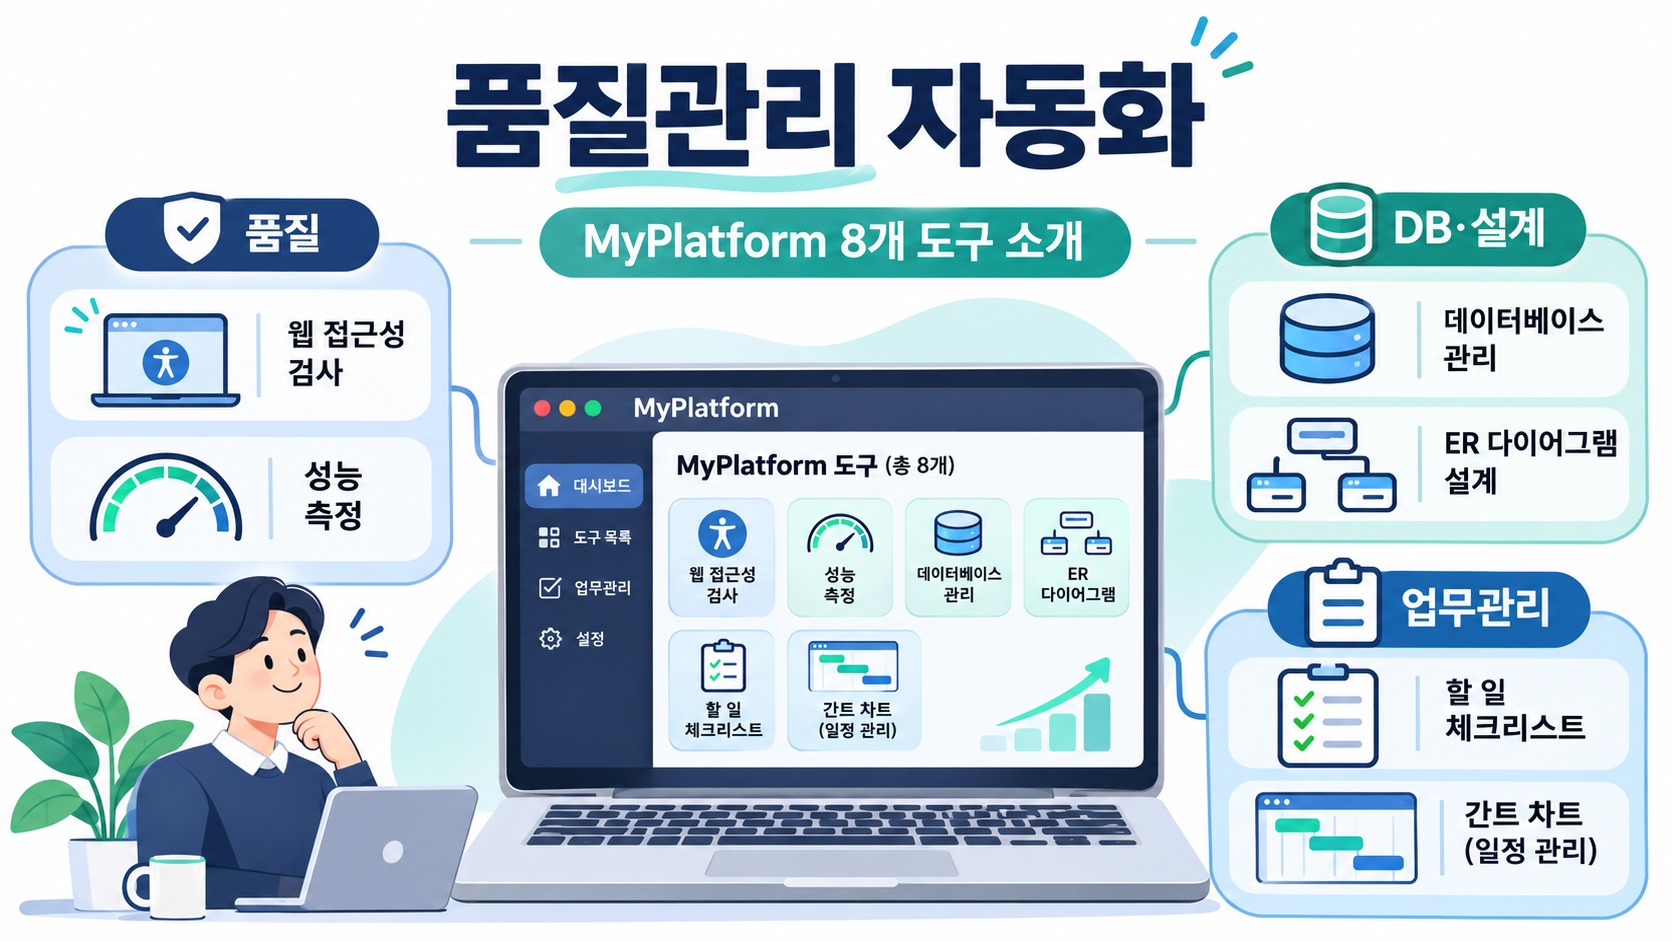 품질관리 자동화
MyPlatform 8개 도구 소개
품질
웹 접근성
검사
성능
측정
MyPlatform
대시보드
도구 목록
업무관리
설정
MyPlatform 도구 (총 8개)
웹 접근성
검사
성능
측정
데이터베이스
관리
ER
다이어그램
할 일
체크리스트
간트 차트
(일정 관리)
DB·설계
데이터베이스
관리
ER 다이어그램
설계
업무관리
할 일
체크리스트
간트 차트
(일정 관리)